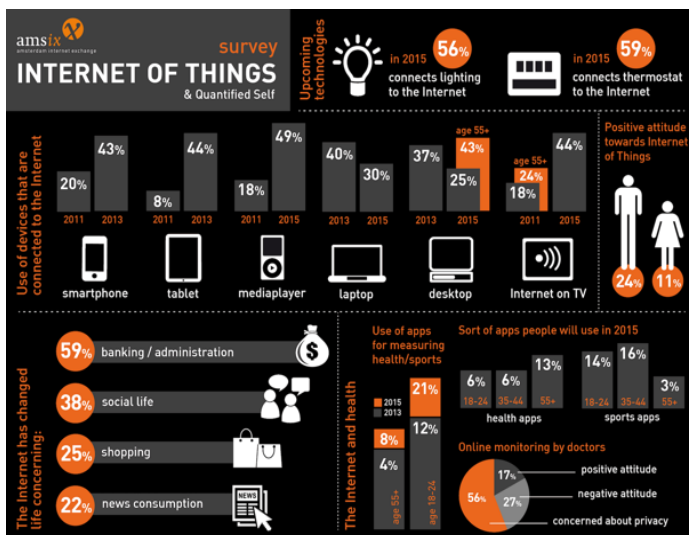 amsix
amsterdam internet exchange
survey
INTERNET OF THINGS
& Quantified Self
Upcoming
technologies
in 2015
56%
connects lighting
to the Internet
in 2015
59%
connects thermostat
to the Internet
Use of devices that are
connected to the Internet
20%
43%
2011
2013
smartphone
8%
44%
2011
2013
tablet
18%
49%
2011
2015
mediaplayer
40%
30%
2013
2015
laptop
age 55+
37%
43%
25%
2013
2015
desktop
age 55+
24%
18%
44%
2011
2015
Internet on TV
Positive attitude
towards Internet
of Things
24%
11%
The Internet has changed
life concerning:
59%
banking / administration
$
38%
social life
25%
shopping
22%
news consumption
NEWS
The Internet and health
Use of apps
for measuring
health/sports
2015
2013
8%
4%
age 55+
21%
12%
age 18-24
Sort of apps people will use in 2015
6%
6%
13%
18-24
35-44
55+
health apps
14%
16%
3%
18-24
35-44
55+
sports apps
Online monitoring by doctors
17%
27%
56%
positive attitude
negative attitude
concerned about privacy